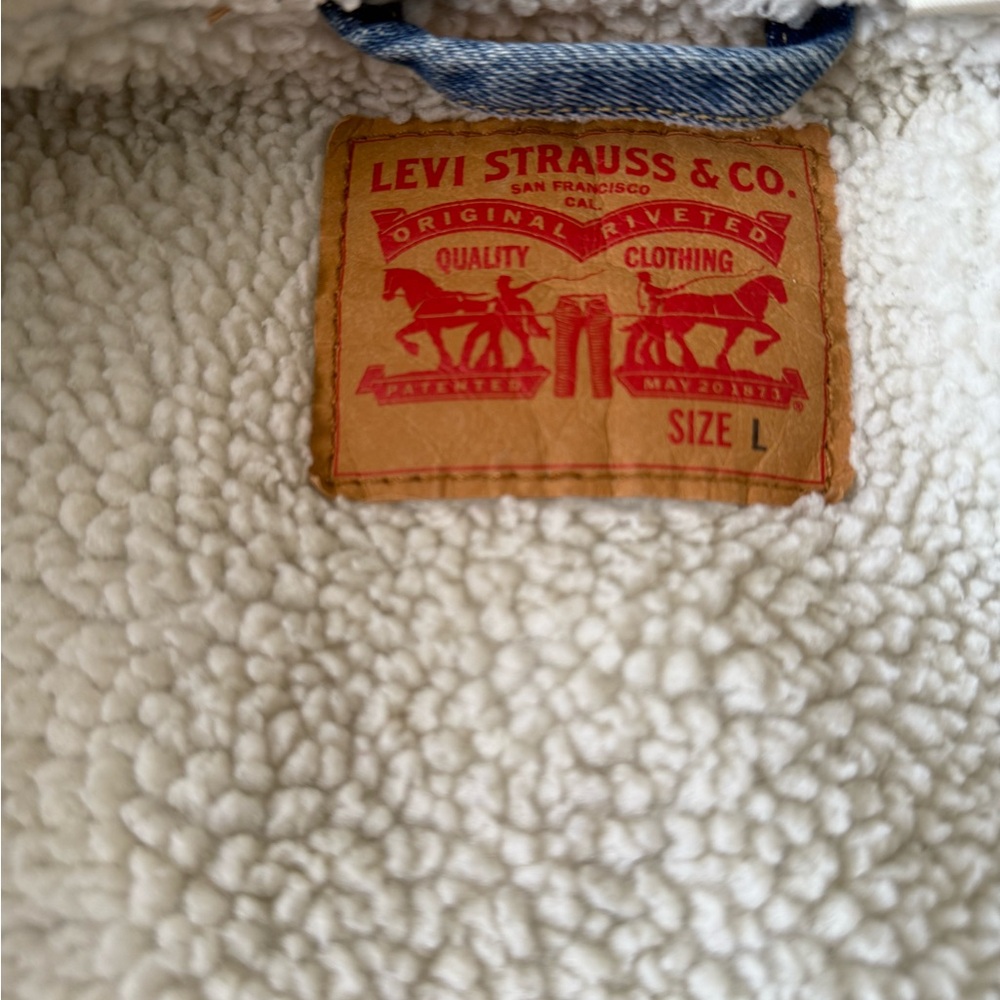 LEVI STRAUSS & CO.
SAN FRANCISCO
CAL.
ORIGINAL RIVETED
QUALITY CLOTHING
PATENTED MAY 20 1873
®
SIZE L